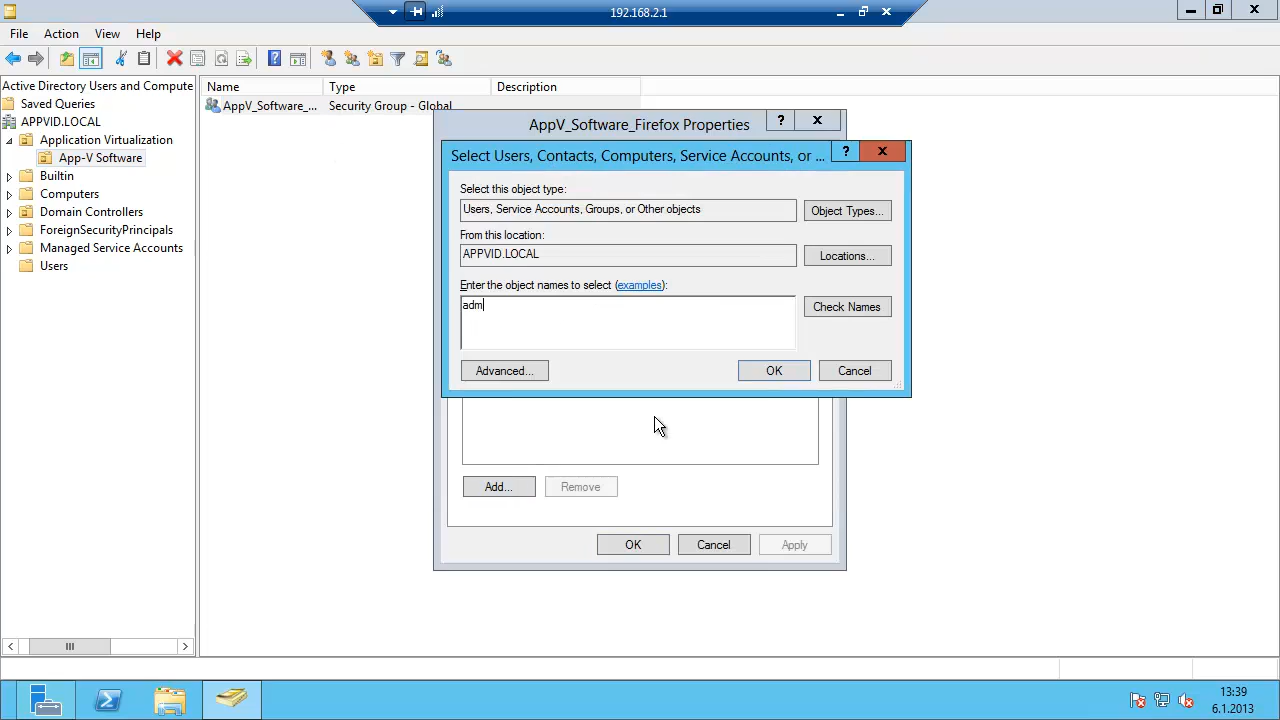 192.168.2.1
File Action View Help
Active Directory Users and Compute
Saved Queries
APPVID.LOCAL
Application Virtualization
App-V Software
Builtin
Computers
Domain Controllers
ForeignSecurityPrincipals
Managed Service Accounts
Users
Name Type Description
AppV_Software_... Security Group - Global
AppV_Software_Firefox Properties
Select Users, Contacts, Computers, Service Accounts, or ...
Select this object type:
Users, Service Accounts, Groups, or Other objects
Object Types...
From this location:
APPVID.LOCAL
Locations...
Enter the object names to select (examples):
adm
Check Names
Advanced...
OK
Cancel
Add...
Remove
OK
Cancel
Apply
13:39
6.1.2013